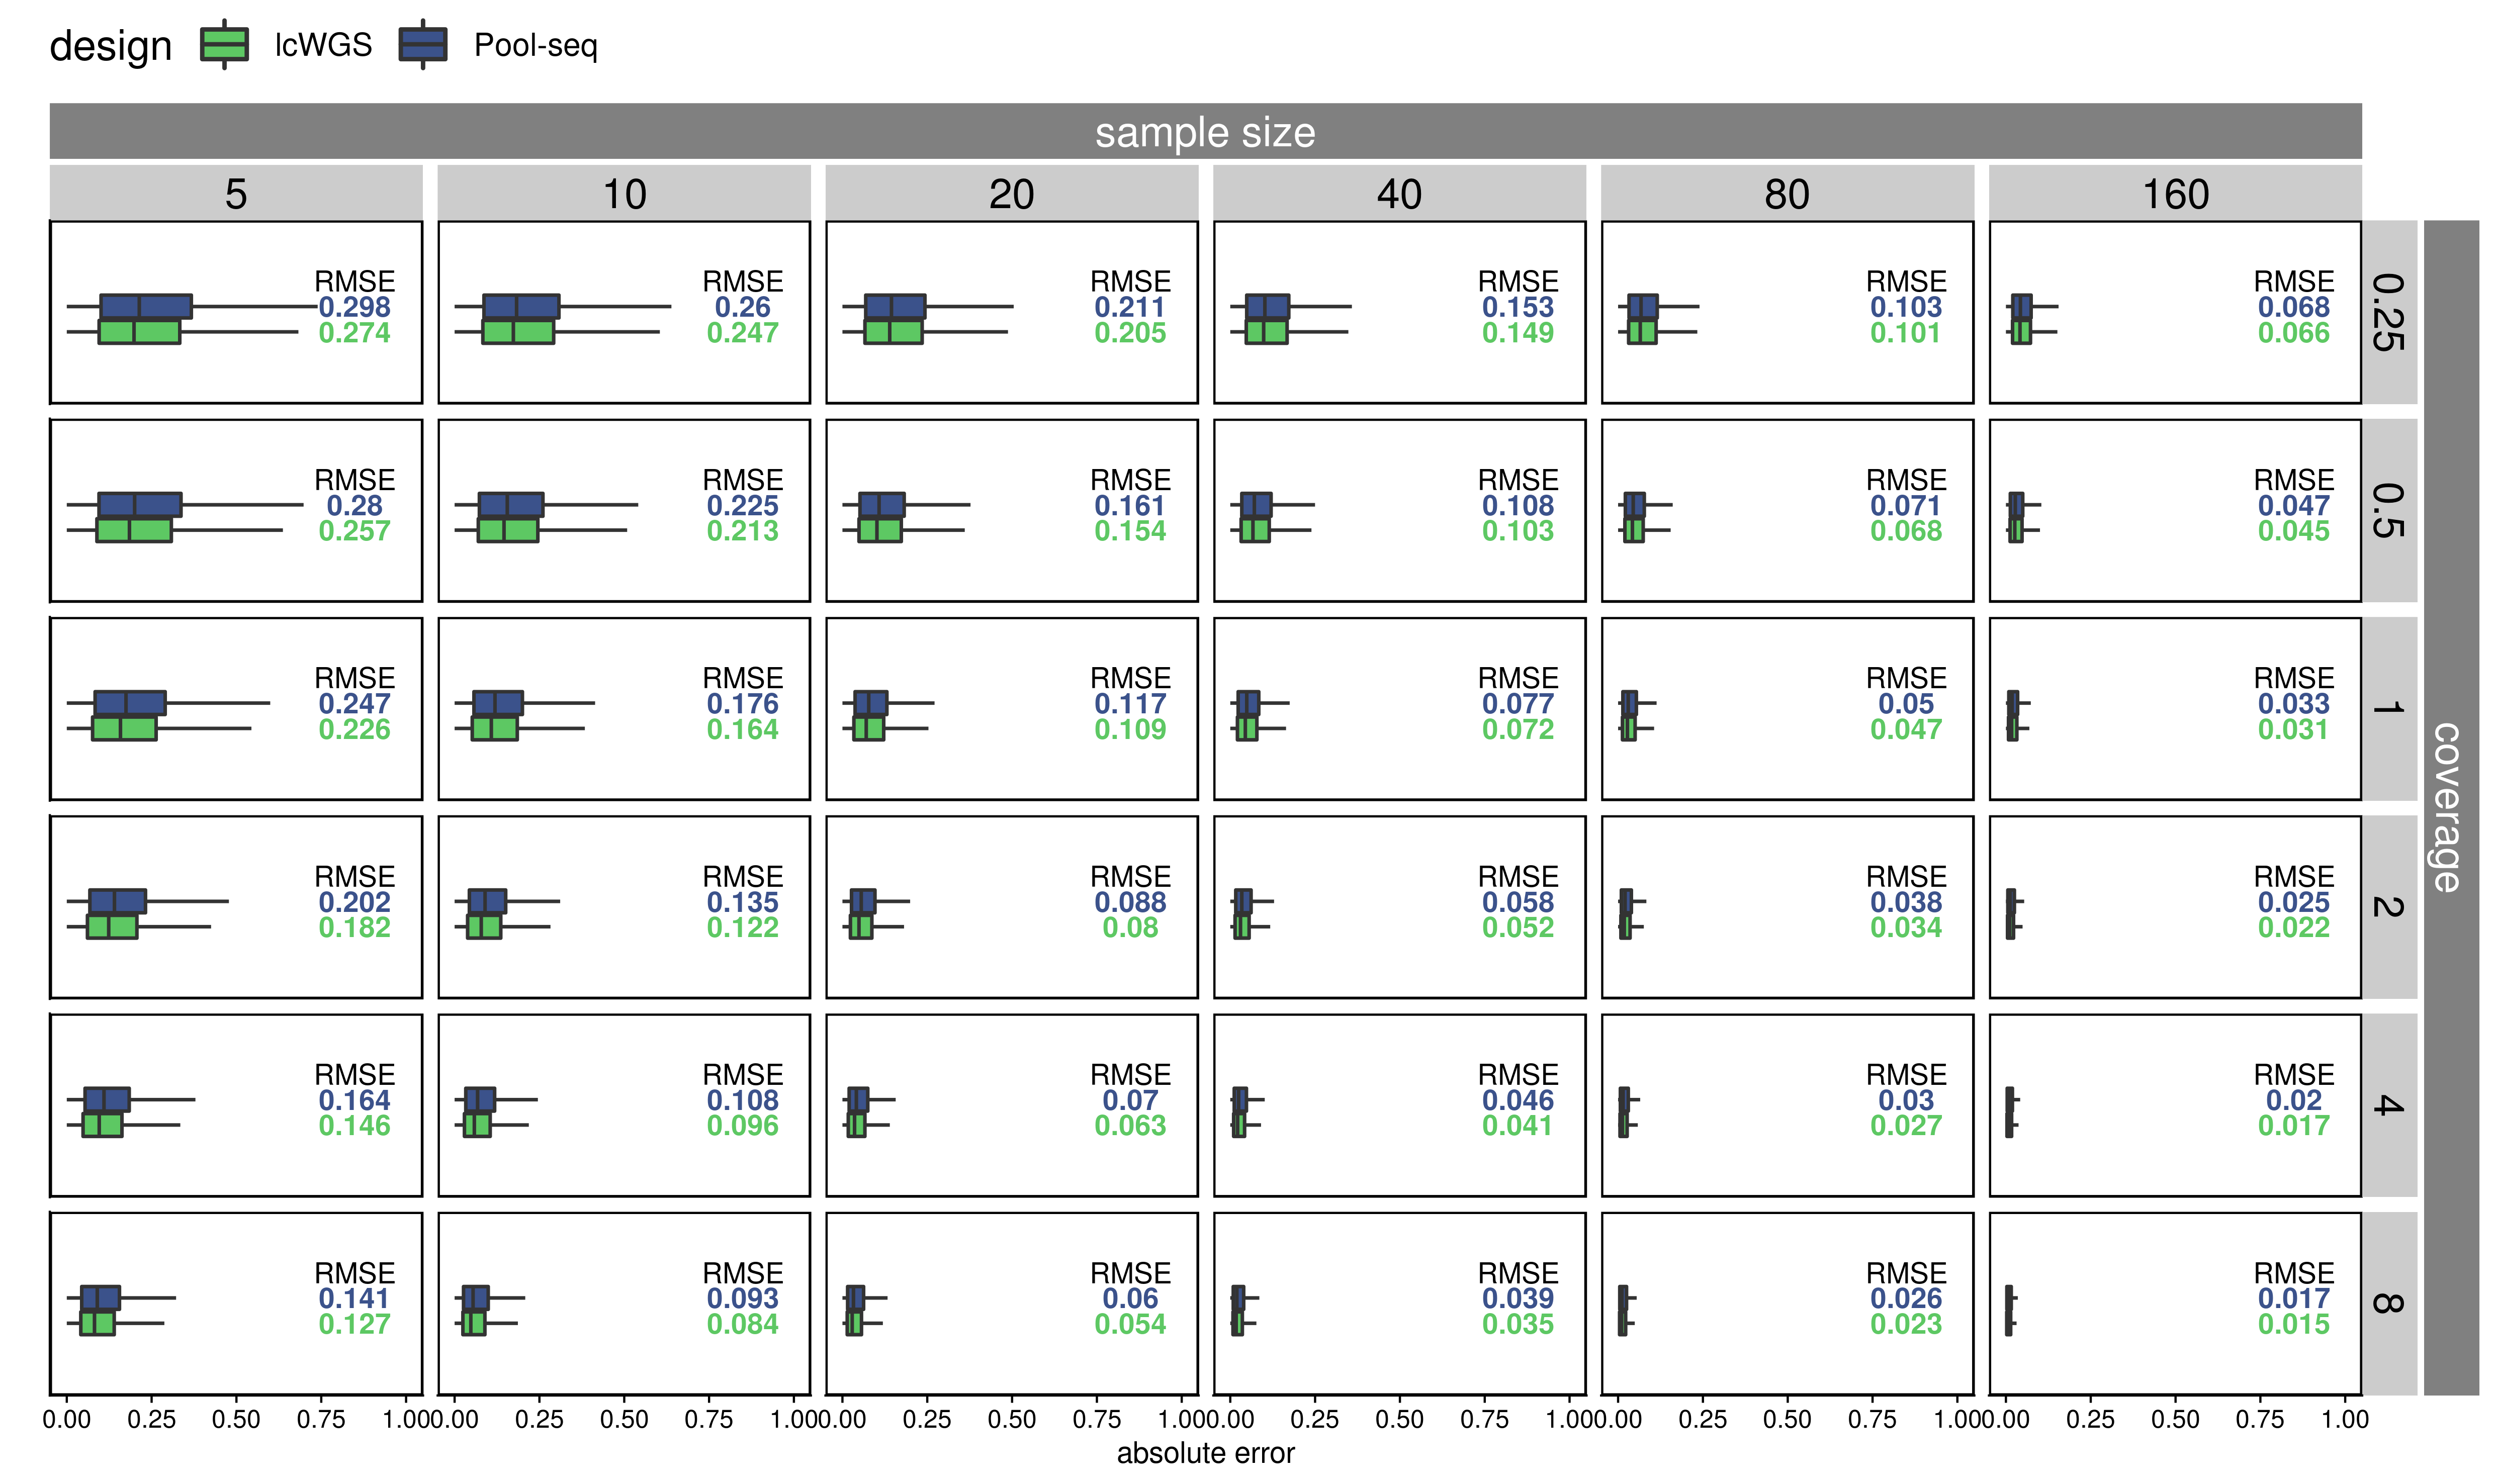 design lcWGS Pool-seq
sample size
5 10 20 40 80 160
RMSE RMSE RMSE RMSE RMSE RMSE
0.298 0.26 0.211 0.153 0.103 0.068
0.274 0.247 0.205 0.149 0.101 0.066
0.25
RMSE RMSE RMSE RMSE RMSE RMSE
0.28 0.225 0.161 0.108 0.071 0.047
0.257 0.213 0.154 0.103 0.068 0.045
0.5
RMSE RMSE RMSE RMSE RMSE RMSE
0.247 0.176 0.117 0.077 0.05 0.033
0.226 0.164 0.109 0.072 0.047 0.031
1
RMSE RMSE RMSE RMSE RMSE RMSE
0.202 0.135 0.088 0.058 0.038 0.025
0.182 0.122 0.08 0.052 0.034 0.022
2
RMSE RMSE RMSE RMSE RMSE RMSE
0.164 0.108 0.07 0.046 0.03 0.02
0.146 0.096 0.063 0.041 0.027 0.017
4
RMSE RMSE RMSE RMSE RMSE RMSE
0.141 0.093 0.06 0.039 0.026 0.017
0.127 0.084 0.054 0.035 0.023 0.015
8
coverage
0.00 0.25 0.50 0.75 1.00 0.00 0.25 0.50 0.75 1.00 0.00 0.25 0.50 0.75 1.00 0.00 0.25 0.50 0.75 1.00 0.00 0.25 0.50 0.75 1.00 0.00 0.25 0.50 0.75 1.00
absolute error